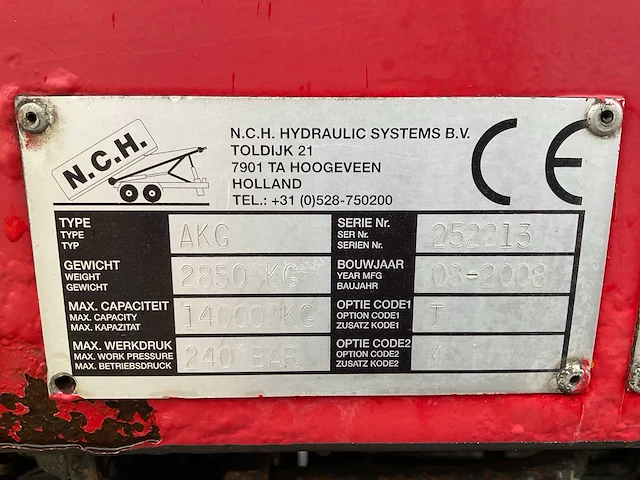 N.C.H.
N.C.H. HYDRAULIC SYSTEMS B.V.
TOLDIJK 21
7901 TA HOOGEVEEN
HOLLAND
TEL.: +31 (0)528-750200
CE
TYPE
TYPE
TYP
AKG
SERIE Nr.
SER Nr.
SERIEN Nr.
252213
GEWICHT
WEIGHT
GEWICHT
2850 KG
BOUWJAAR
YEAR MFG
BAUJAHR
08-2008
MAX. CAPACITEIT
MAX. CAPACITY
MAX. KAPAZITAT
14000 KG
OPTIE CODE1
OPTION CODE1
ZUSATZ KODE1
T
MAX. WERKDRUK
MAX. WORK PRESSURE
MAX. BETRIEBSDRUCK
240 BAR
OPTIE CODE2
OPTION CODE2
ZUSATZ KODE2
M